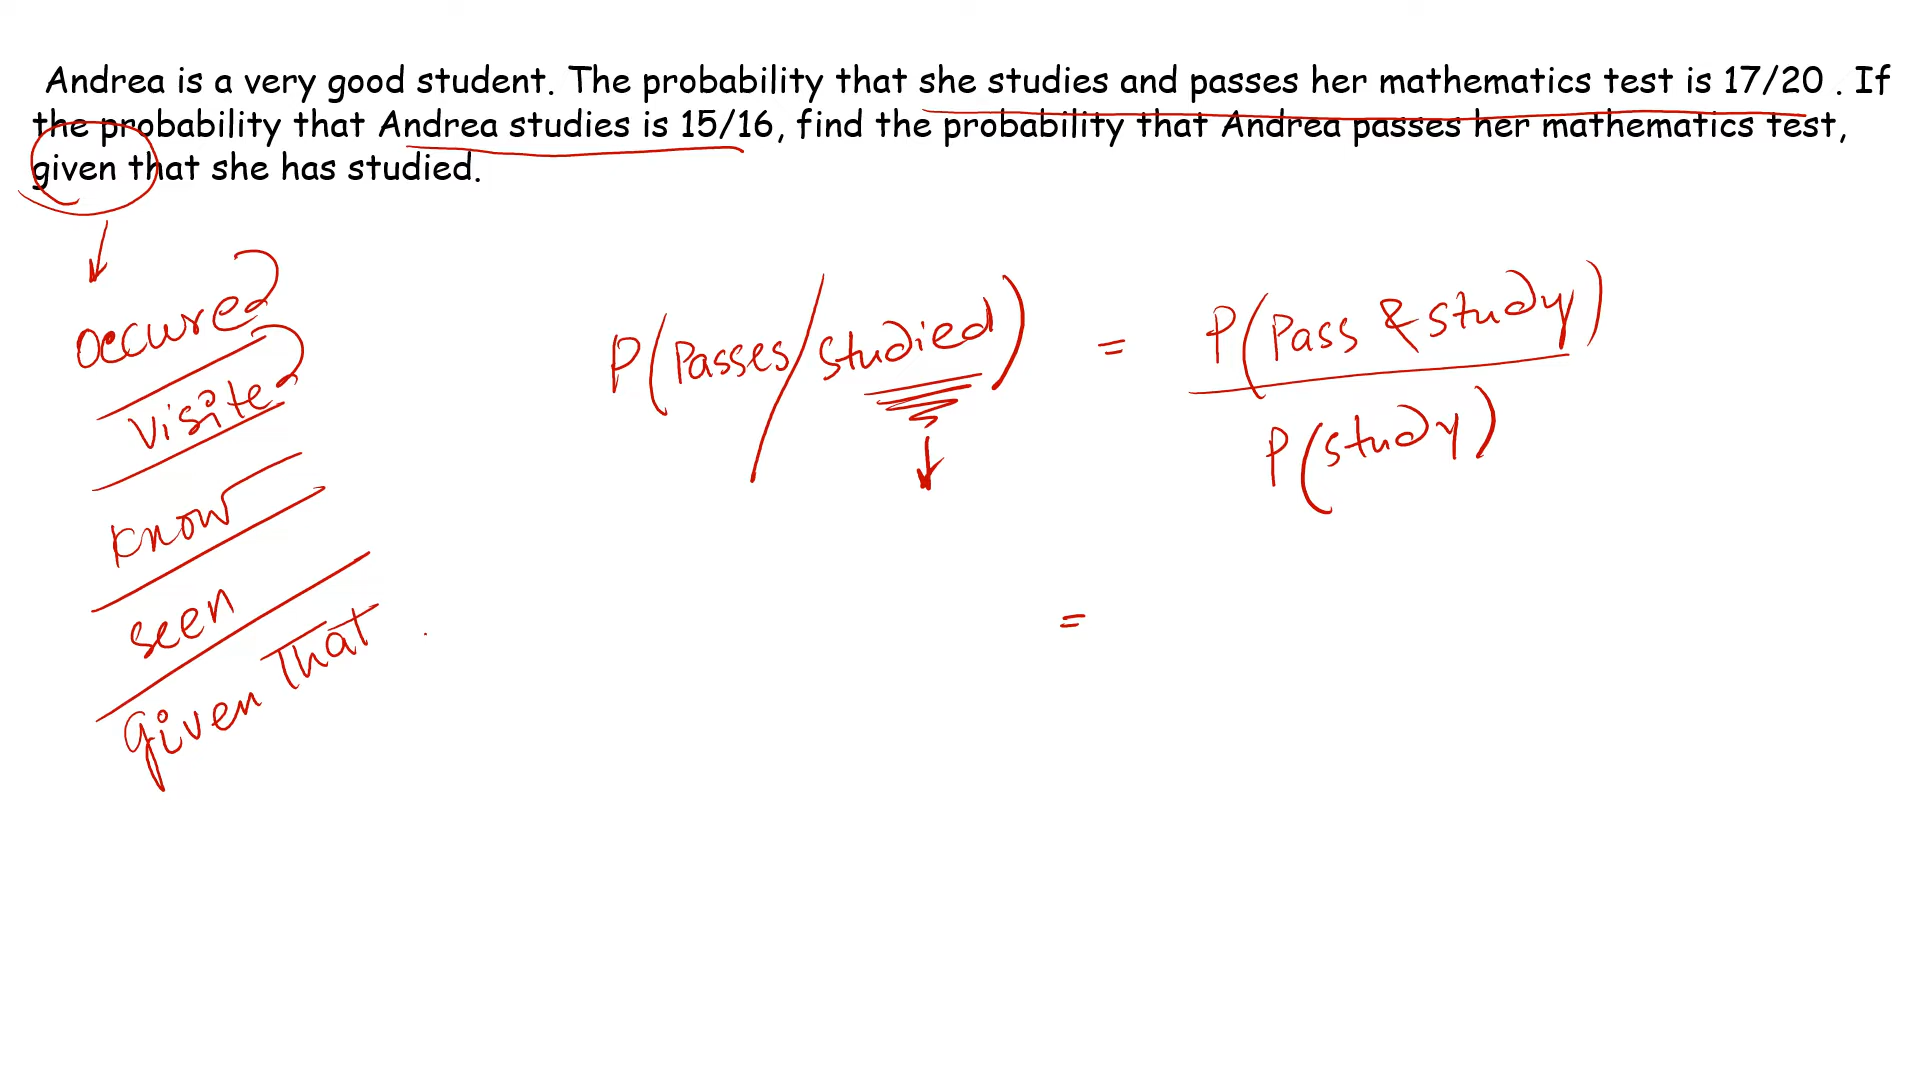 Andrea is a very good student. The probability that she studies and passes her mathematics test is 17/20 . If
the probability that Andrea studies is 15/16, find the probability that Andrea passes her mathematics test,
given that she has studied.
occured
visited
know
seen
given that
P(Passes/studied) = P(Pass & study)
P(study)
=